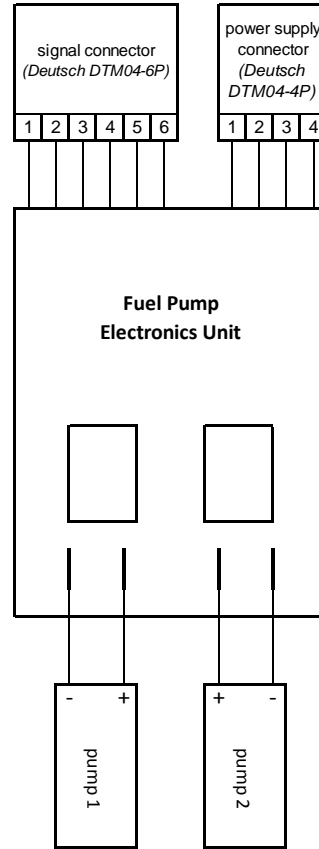 signal connector
(Deutsch DTM04-6P)
1 2 3 4 5 6
power supply
connector
(Deutsch
DTM04-4P)
1 2 3 4
Fuel Pump
Electronics Unit
- +
pump 1
+ -
pump 2